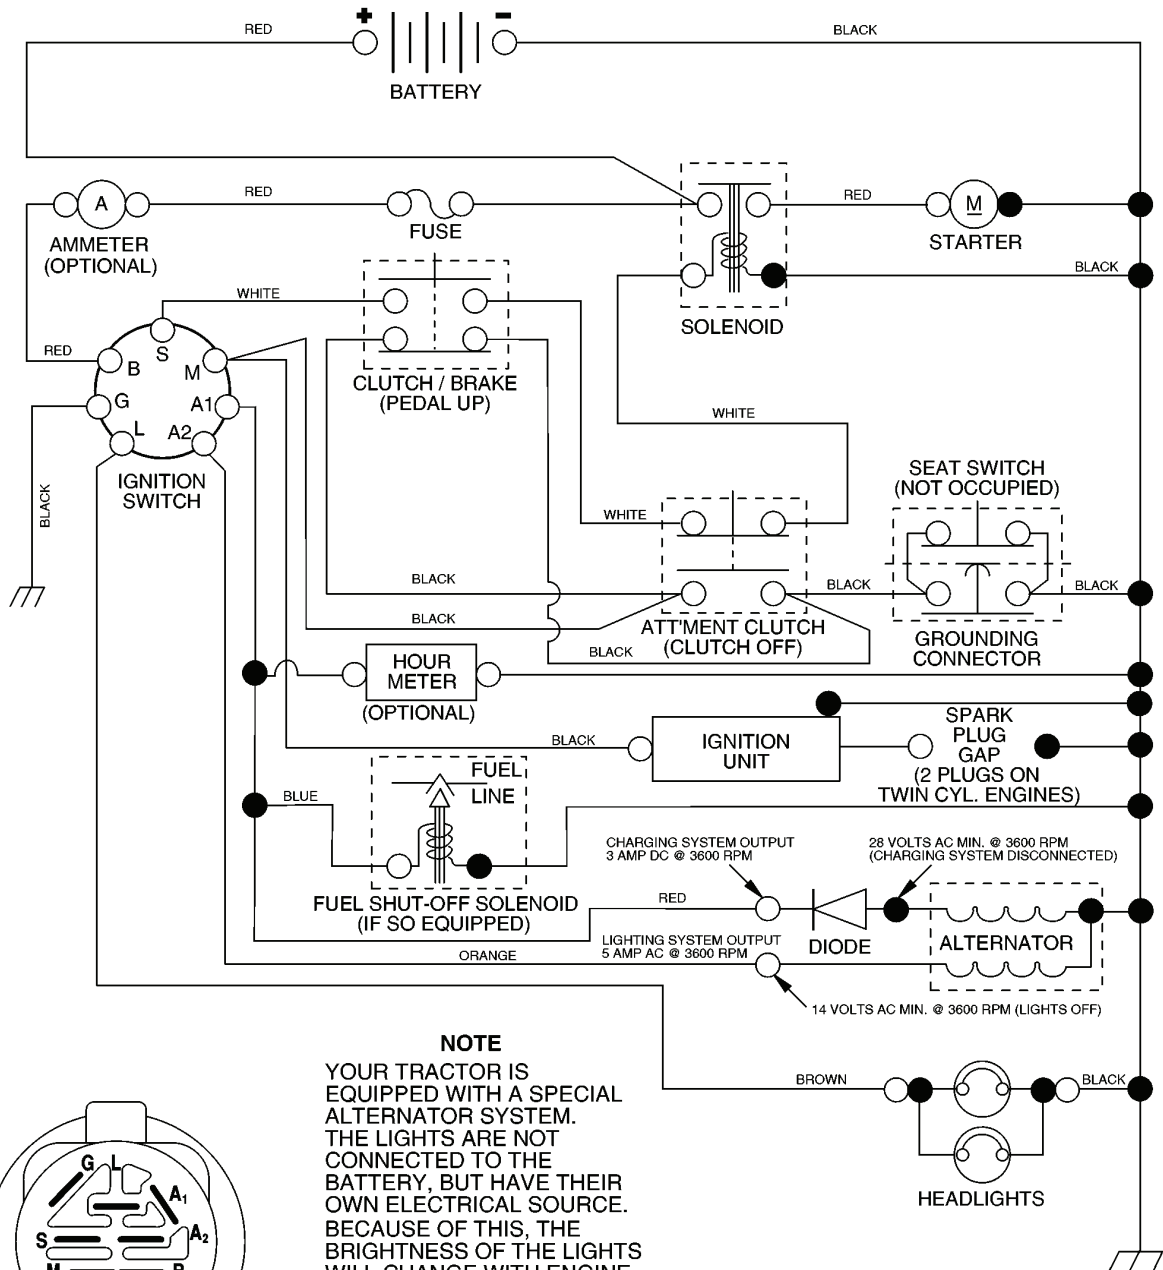 + −
RED
BLACK
BATTERY
A
RED
FUSE
RED
M
STARTER
AMMETER
(OPTIONAL)
BLACK
SOLENOID
WHITE
RED
S
B
M
G
A1
L
A2
IGNITION
SWITCH
CLUTCH / BRAKE
(PEDAL UP)
WHITE
BLACK
SEAT SWITCH
(NOT OCCUPIED)
WHITE
BLACK
BLACK
BLACK
BLACK
ATT'MENT CLUTCH
(CLUTCH OFF)
GROUNDING
CONNECTOR
BLACK
HOUR
METER
(OPTIONAL)
BLACK
IGNITION
UNIT
SPARK
PLUG
GAP
(2 PLUGS ON
TWIN CYL. ENGINES)
FUEL
LINE
BLUE
FUEL SHUT-OFF SOLENOID
(IF SO EQUIPPED)
CHARGING SYSTEM OUTPUT
3 AMP DC @ 3600 RPM
28 VOLTS AC MIN. @ 3600 RPM
(CHARGING SYSTEM DISCONNECTED)
RED
DIODE
ALTERNATOR
LIGHTING SYSTEM OUTPUT
5 AMP AC @ 3600 RPM
ORANGE
14 VOLTS AC MIN. @ 3600 RPM (LIGHTS OFF)
BROWN
BLACK
HEADLIGHTS
NOTE
YOUR TRACTOR IS
EQUIPPED WITH A SPECIAL
ALTERNATOR SYSTEM.
THE LIGHTS ARE NOT
CONNECTED TO THE
BATTERY, BUT HAVE THEIR
OWN ELECTRICAL SOURCE.
BECAUSE OF THIS, THE
BRIGHTNESS OF THE LIGHTS
WILL CHANGE WITH ENGINE
G L
A1
A2
S
M B